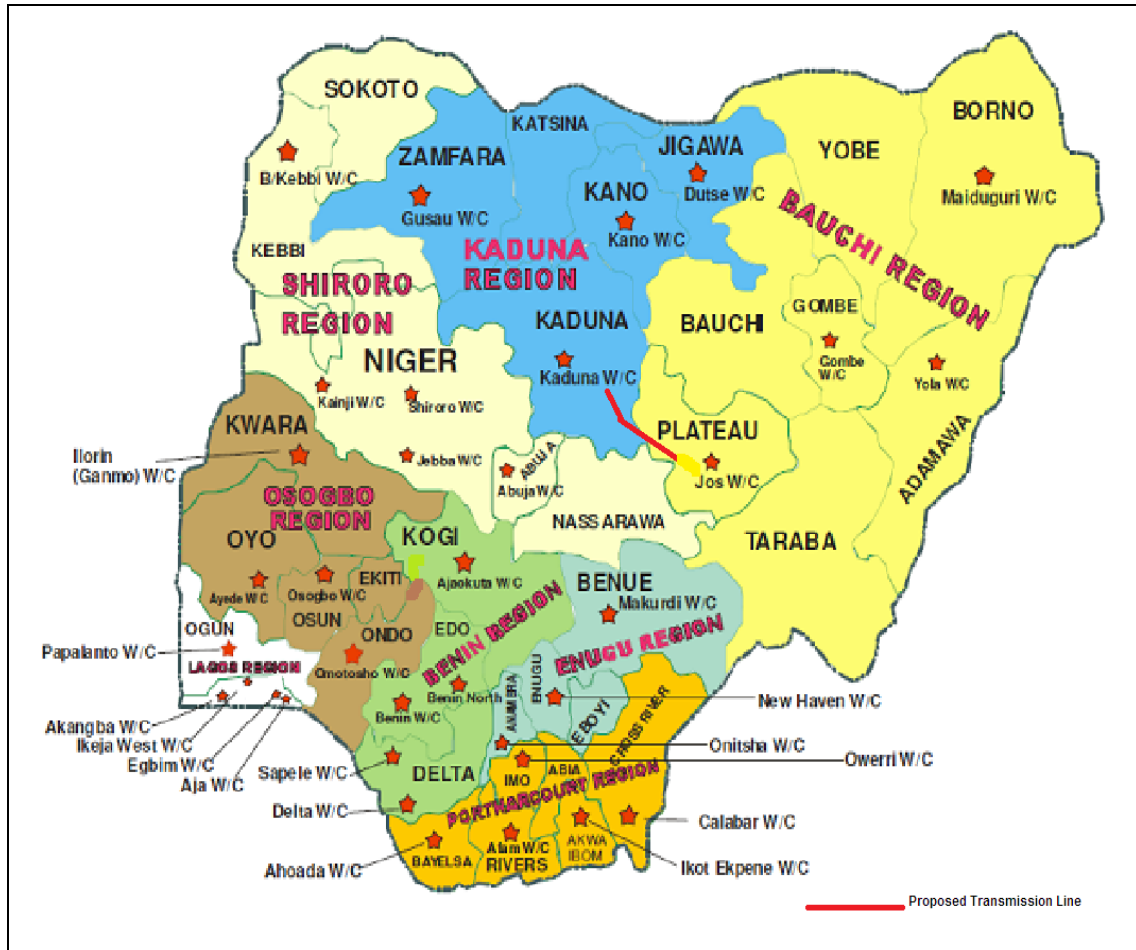 SOKOTO
BORNO
KATSINA
JIGAWA
YOBE
ZAMFARA
B/Kebbi W/C
KANO
Dutse W/C
Maiduguri W/C
Gusau W/C
Kano W/C
BAUCHI REGION
KEBBI
KADUNA
REGION
SHIRORO
REGION
KADUNA
BAUCHI
GOMBE
NIGER
Gombe
W/C
Kaduna W/C
Yola W/C
Kainji W/C
Shiroro W/C
KWARA
PLATEAU
ADAMAWA
Ilorin
(Ganmo) W/C
Jebba W/C
ABUJA
Abuja W/C
Jos W/C
OSOGBO
REGION
NASSARAWA
OYO
KOGI
TARABA
Ajaokuta W/C
EKITI
BENUE
Ayede W/C
Osogbo W/C
Makurdi W/C
OSUN
OGUN
ONDO
EDO
BENIN REGION
ENUGU REGION
Papalanto W/C
LAGOS REGION
Omotosho W/C
ENUGU
Benin North
New Haven W/C
ANAMBRA
Benin W/C
EBOYI
CROSS RIVER
Akangba W/C
Ikeja West W/C
Egbim W/C
Aja W/C
Onitsha W/C
Owerri W/C
Sapele W/C
DELTA
IMO
ABIA
PORTHARCOURT REGION
Delta W/C
Calabar W/C
Alam W/C
AKWA
IBOM
Ahoada W/C
BAYELSA
RIVERS
Ikot Ekpene W/C
Proposed Transmission Line